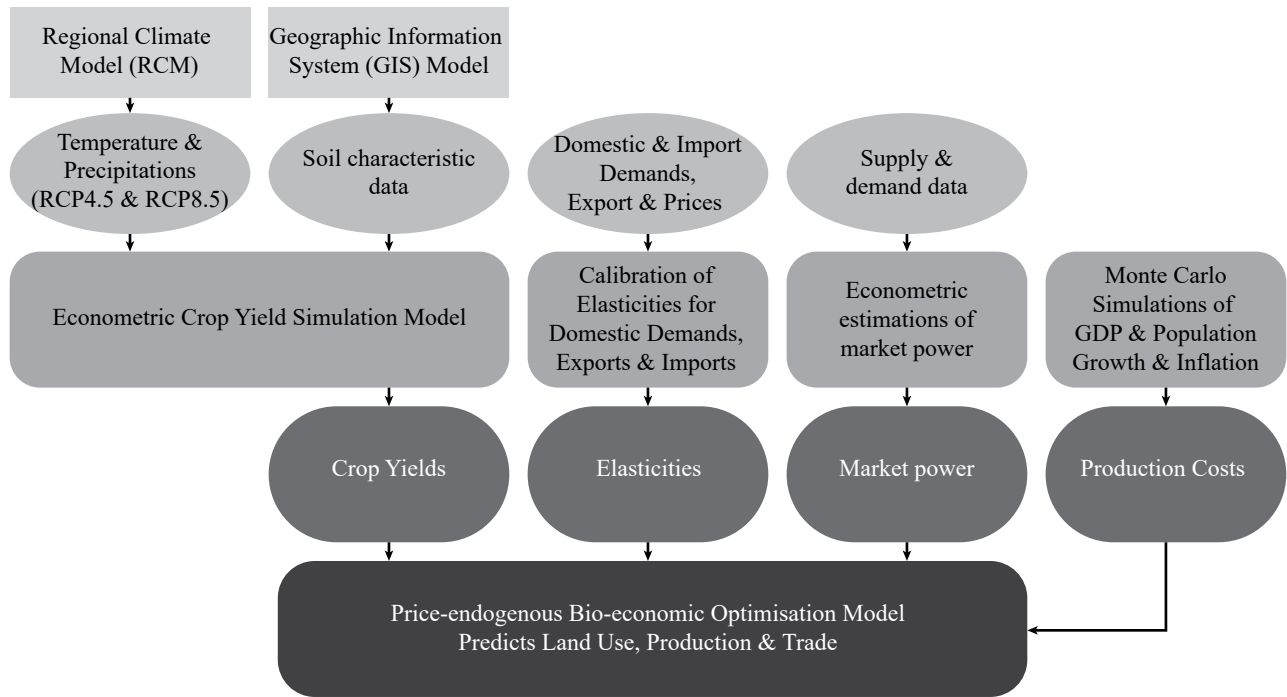 Regional Climate
Model (RCM)
Geographic Information
System (GIS) Model
Temperature &
Precipitations
(RCP4.5 & RCP8.5)
Soil characteristic
data
Domestic & Import
Demands,
Export & Prices
Supply &
demand data
Econometric Crop Yield Simulation Model
Calibration of
Elasticities for
Domestic Demands,
Exports & Imports
Econometric
estimations of
market power
Monte Carlo
Simulations of
GDP & Population
Growth & Inflation
Crop Yields
Elasticities
Market power
Production Costs
Price-endogenous Bio-economic Optimisation Model
Predicts Land Use, Production & Trade